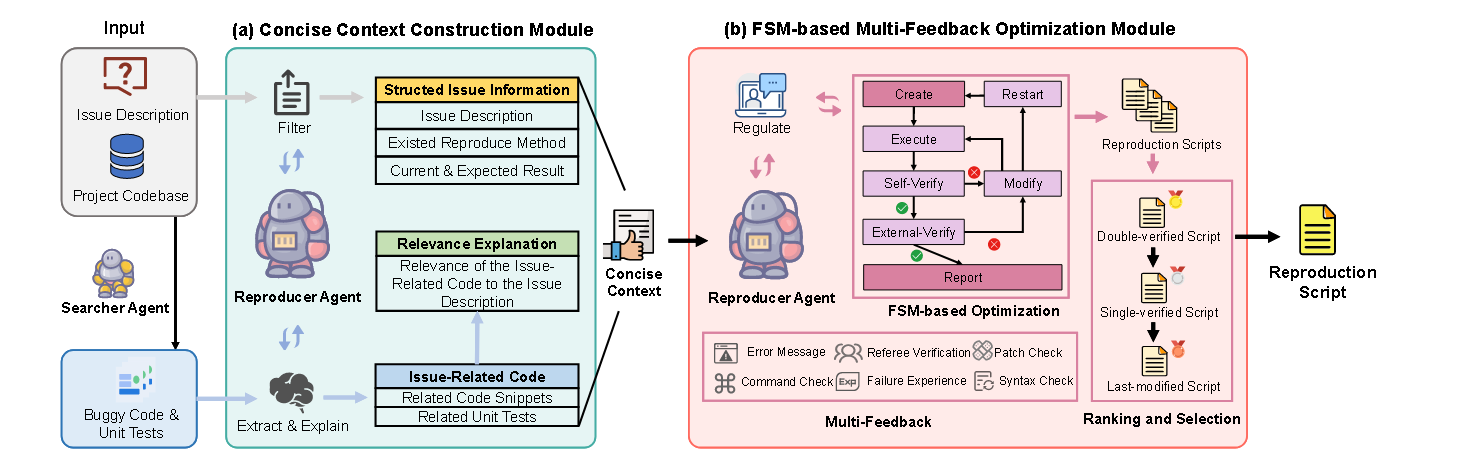 Input
Issue Description
Project Codebase
Searcher Agent
Buggy Code &
Unit Tests
(a) Concise Context Construction Module
Filter
Reproducer Agent
Extract & Explain
Structed Issue Information
Issue Description
Existed Reproduce Method
Current & Expected Result
Relevance Explanation
Relevance of the Issue-
Related Code to the Issue
Description
Issue-Related Code
Related Code Snippets
Related Unit Tests
Concise
Context
(b) FSM-based Multi-Feedback Optimization Module
Regulate
Reproducer Agent
Create
Restart
Execute
Self-Verify
Modify
External-Verify
Report
FSM-based Optimization
Error Message
Referee Verification
Patch Check
Command Check
Exp
Failure Experience
Syntax Check
Multi-Feedback
Reproduction Scripts
Double-verified Script
Single-verified Script
Last-modified Script
Ranking and Selection
Reproduction
Script